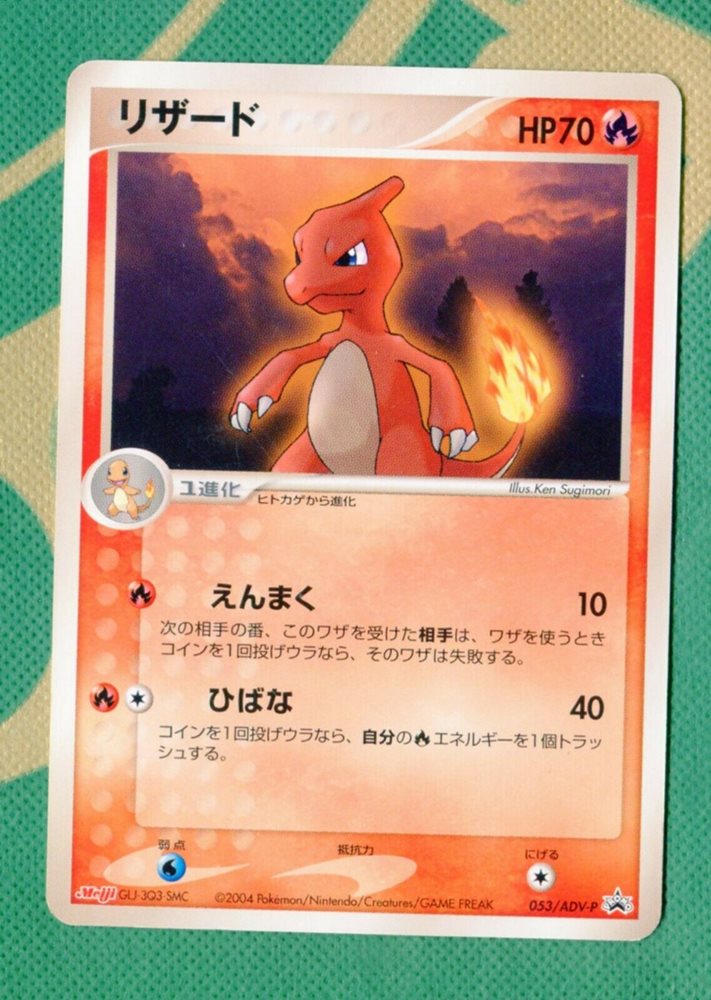 リザード
HP70
1進化
ヒトカゲから進化
Illus.Ken Sugimori
えんまく 10
次の相手の番、このワザを受けた相手は、ワザを使うとき
コインを1回投げウラなら、そのワザは失敗する。
ひばな 40
コインを1回投げウラなら、自分のエネルギーを1個トラッ
シュする。
弱点
抵抗力
にげる
Meiji GLJ-3Q3-SMC ©2004 Pokémon/Nintendo/Creatures/GAME FREAK 053/ADV-P